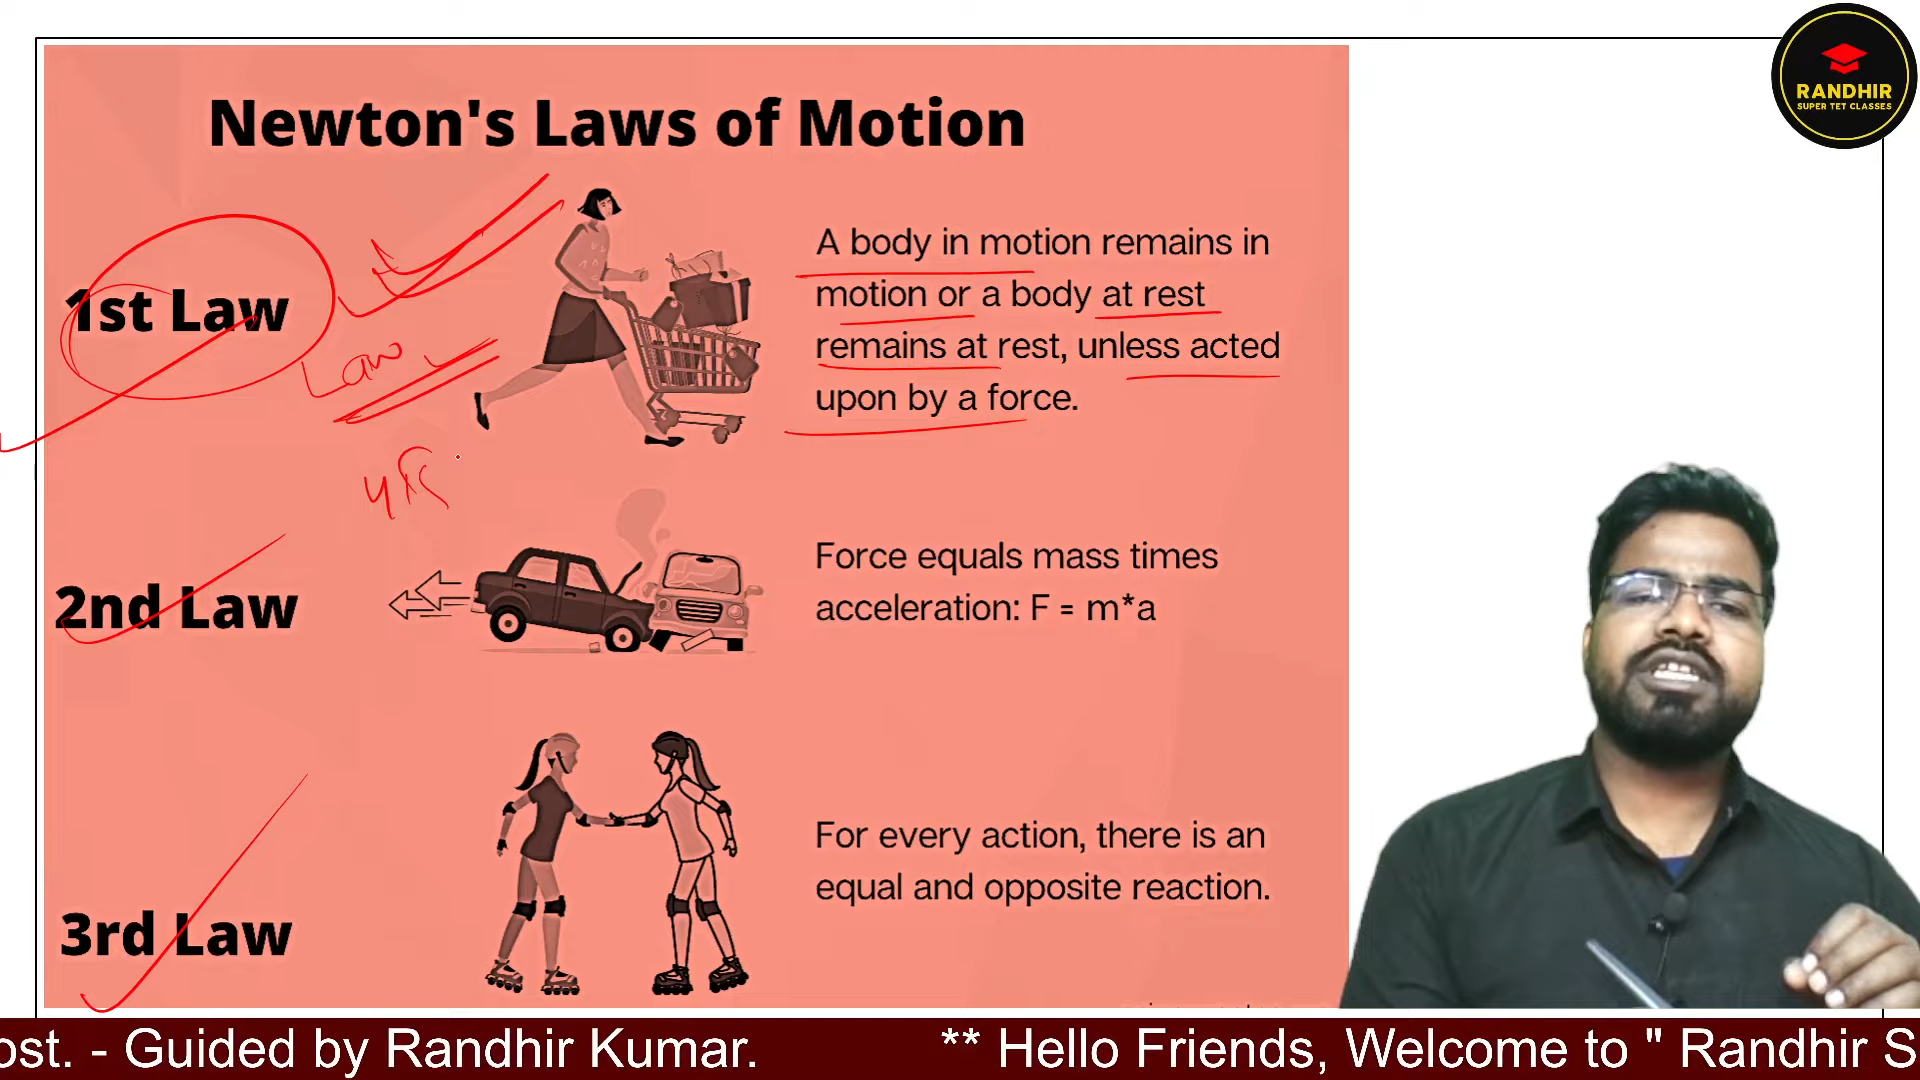 RANDHIR
SUPER TET CLASSES
Newton's Laws of Motion
1st Law
Law
A body in motion remains in
motion or a body at rest
remains at rest, unless acted
upon by a force.
2nd Law
Force equals mass times
acceleration: F = m*a
3rd Law
For every action, there is an
equal and opposite reaction.
ost. - Guided by Randhir Kumar. ** Hello Friends, Welcome to " Randhir S